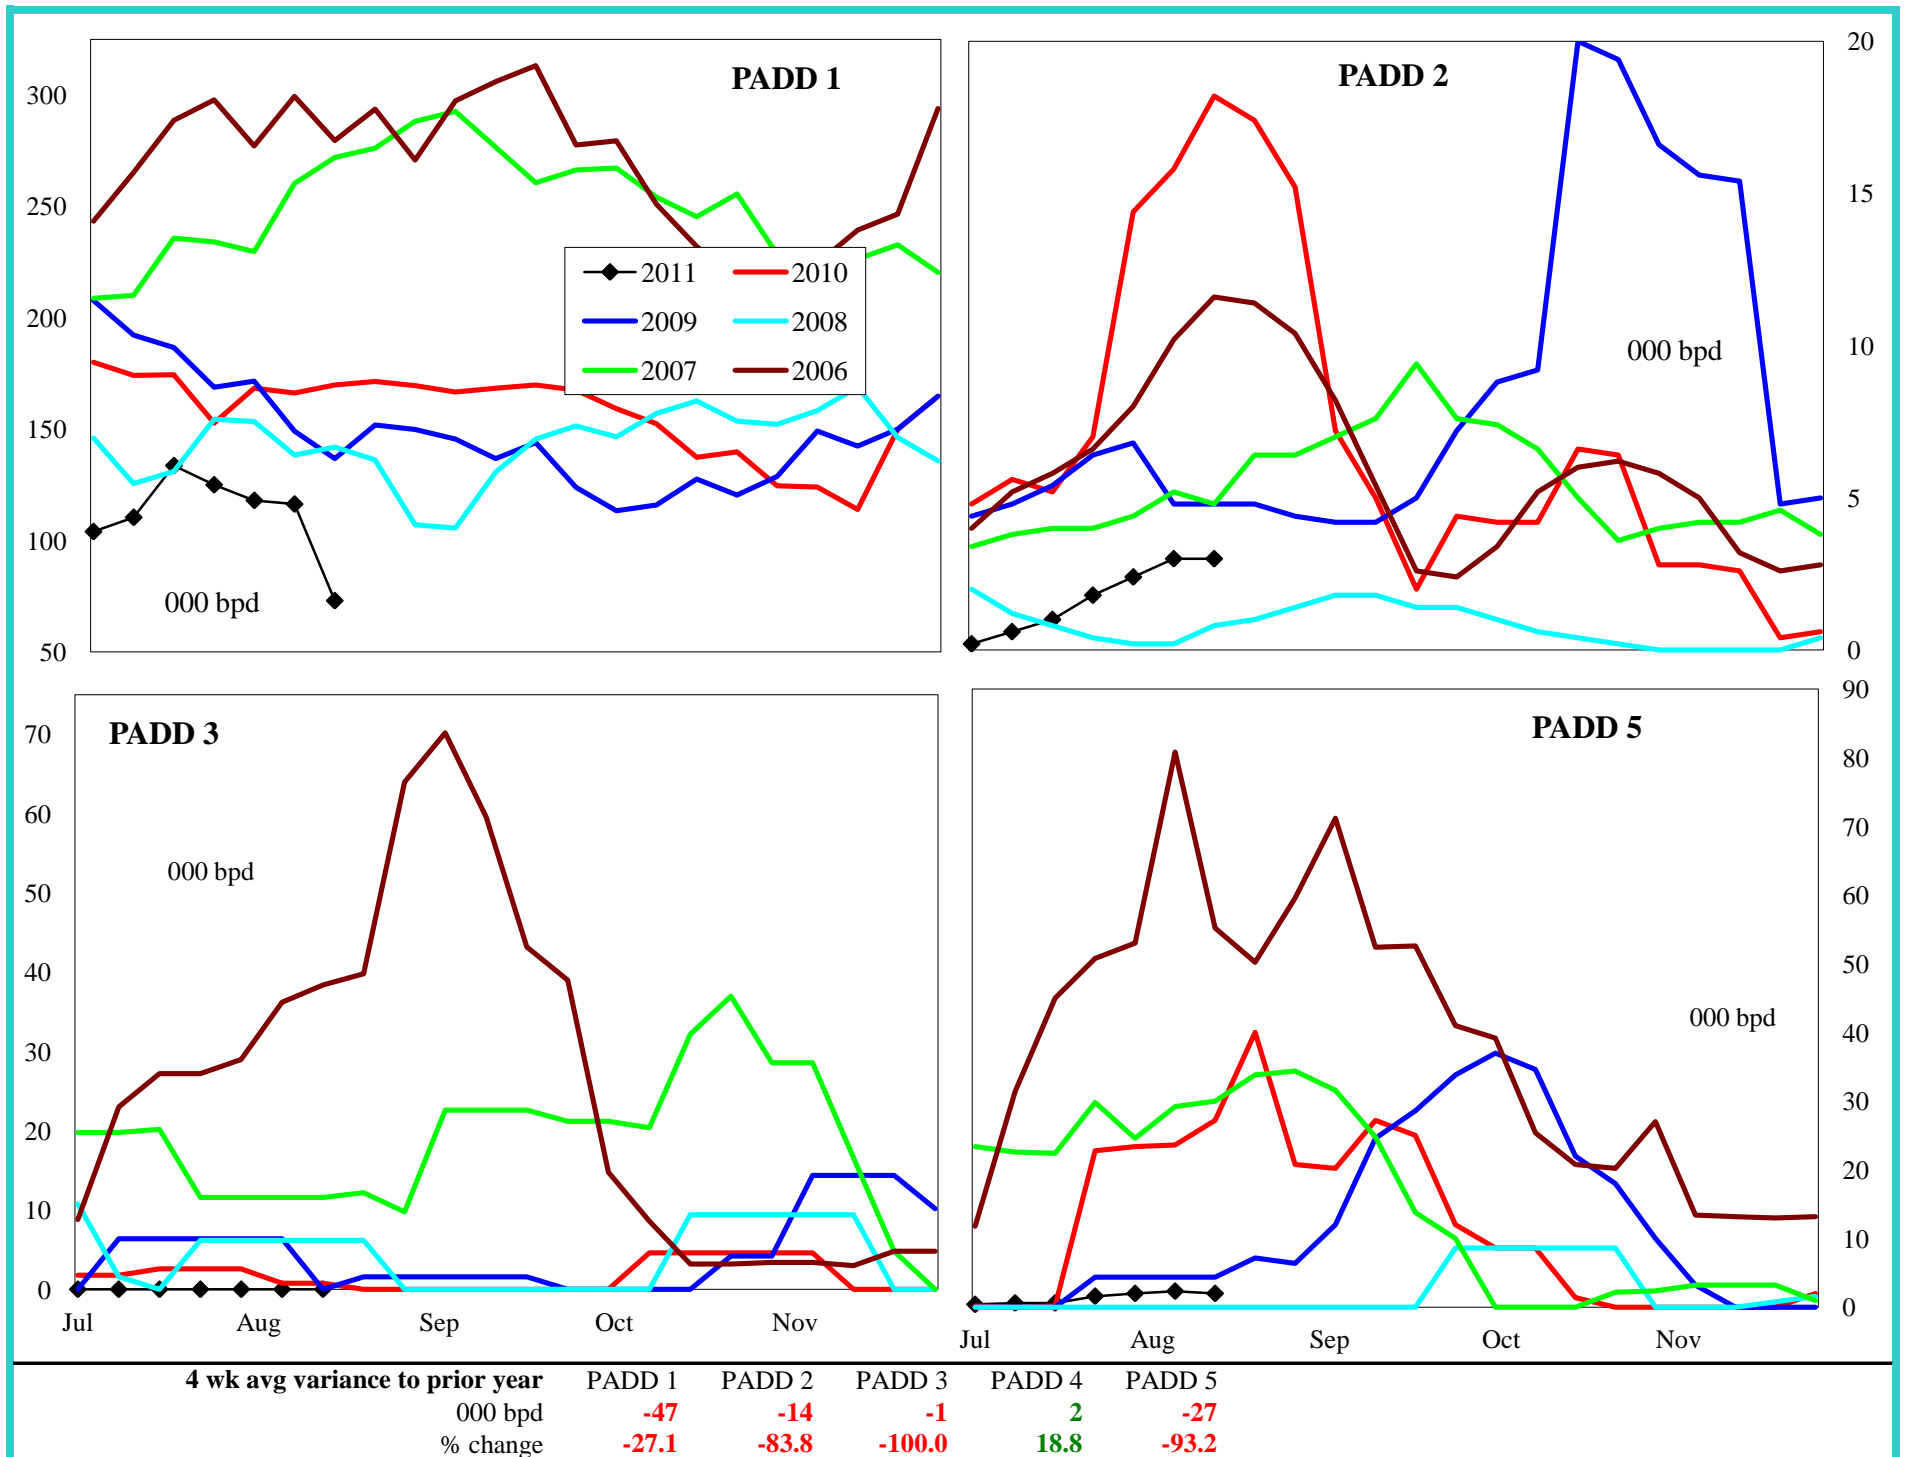 PADD 1
300
250
200
150
100
50
000 bpd
2011 2010
2009 2008
2007 2006
PADD 2
20
15
10
5
0
000 bpd
PADD 3
70
60
50
40
30
20
10
0
000 bpd
Jul Aug Sep Oct Nov
PADD 5
90
80
70
60
50
40
30
20
10
0
000 bpd
Jul Aug Sep Oct Nov
4 wk avg variance to prior year PADD 1 PADD 2 PADD 3 PADD 4 PADD 5
000 bpd -47 -14 -1 2 -27
% change -27.1 -83.8 -100.0 18.8 -93.2